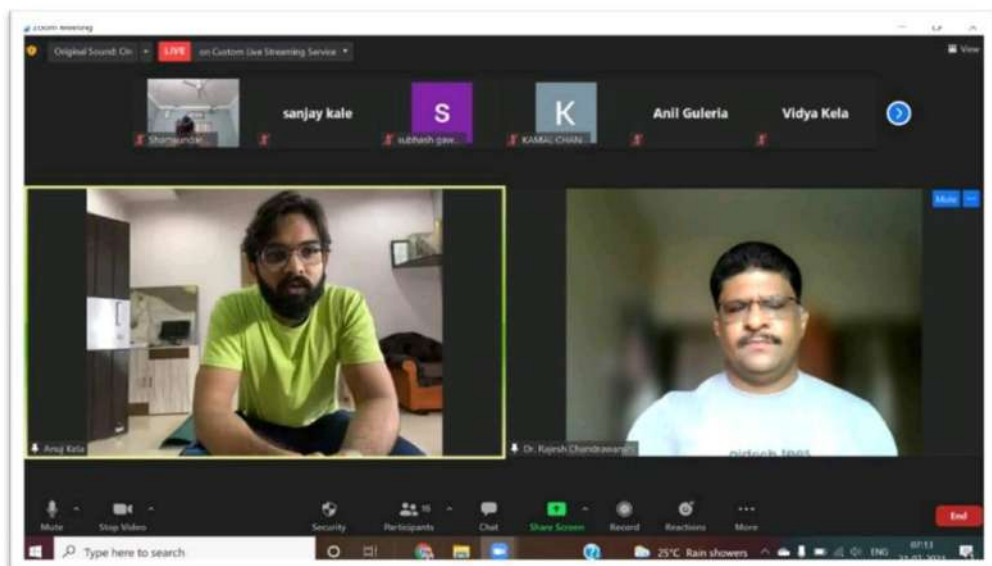 Zoom Meeting
Original Sound: On
LIVE
on Custom Live Streaming Service
View
sanjay kale
S
K
Anil Guleria
Vidya Kela
subhash gaw...
KAMAL CHAN...
Mute
Anuj Kela
Dr. Rajesh
Mute
Stop Video
Security
16
Participants
Chat
Share Screen
Record
Reactions
More
End
Type here to search
25°C Rain showers
ENG
07:13